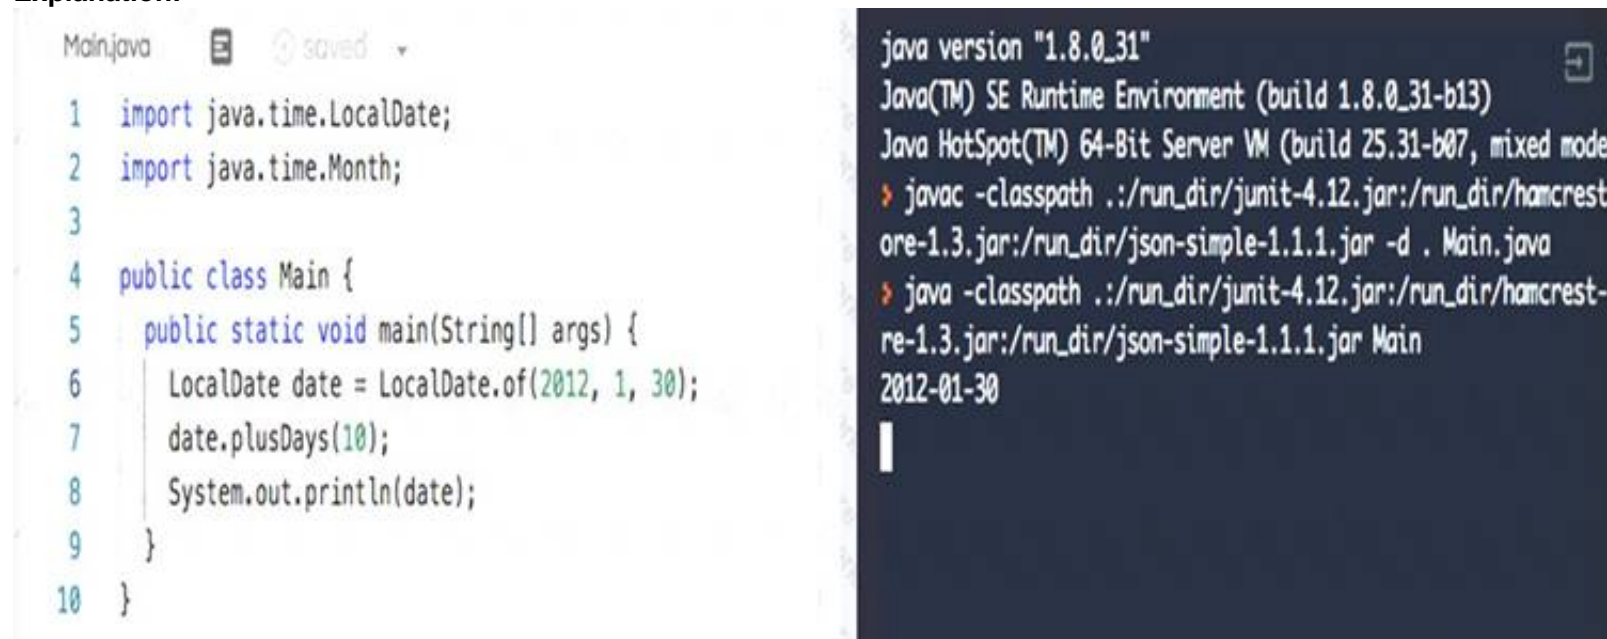 Explanation:
Main.java saved
1 import java.time.LocalDate;
2 import java.time.Month;
3
4 public class Main {
5 public static void main(String[] args) {
6 LocalDate date = LocalDate.of(2012, 1, 30);
7 date.plusDays(10);
8 System.out.println(date);
9 }
10 }
java version "1.8.0_31"
Java(TM) SE Runtime Environment (build 1.8.0_31-b13)
Java HotSpot(TM) 64-Bit Server VM (build 25.31-b07, mixed mode
> javac -classpath .:/run_dir/junit-4.12.jar:/run_dir/hamcrest
ore-1.3.jar:/run_dir/json-simple-1.1.1.jar -d . Main.java
> java -classpath .:/run_dir/junit-4.12.jar:/run_dir/hamcrest-
re-1.3.jar:/run_dir/json-simple-1.1.1.jar Main
2012-01-30